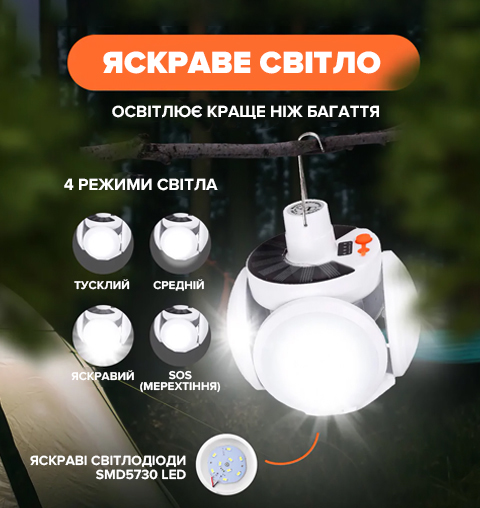 ЯСКРАВЕ СВІТЛО
ОСВІТЛЮЄ КРАЩЕ НІЖ БАГАТТЯ
4 РЕЖИМИ СВІТЛА
ТУСКЛИЙ
СРЕДНІЙ
ЯСКРАВИЙ
SOS
(МЕРЕХТІННЯ)
ЯСКРАВІ СВІТЛОДІОДИ
SMD5730 LED